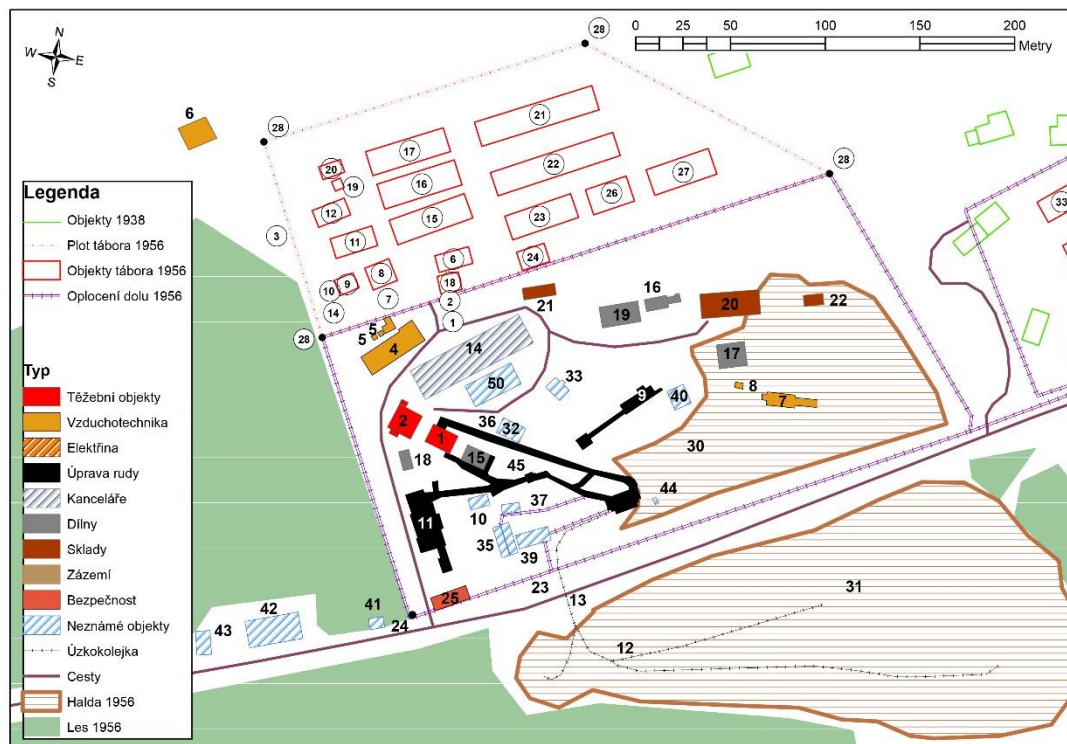 N
W E
S
0 25 50 100 150 200
Metry
28
28
6
21
17
20
19
16
22
28
27
26
12
15
23
33
3
11
6
24
8
9
10
18
7
2
14
1
21
16
19
20
22
28
5
5
4
14
17
50
33
8
7
9
40
2
36
32
30
1
15
18
45
44
37
10
11
35
39
31
23
25
13
41
24
42
43
12
Legenda
Objekty 1938
Plot tábora 1956
Objekty tábora 1956
Oplocení dolu 1956
Typ
Těžební objekty
Vzduchotechnika
Elektřina
Úprava rudy
Kanceláře
Dílny
Sklady
Zázemí
Bezpečnost
Neznámé objekty
Úzkokolejka
Cesty
Halda 1956
Les 1956